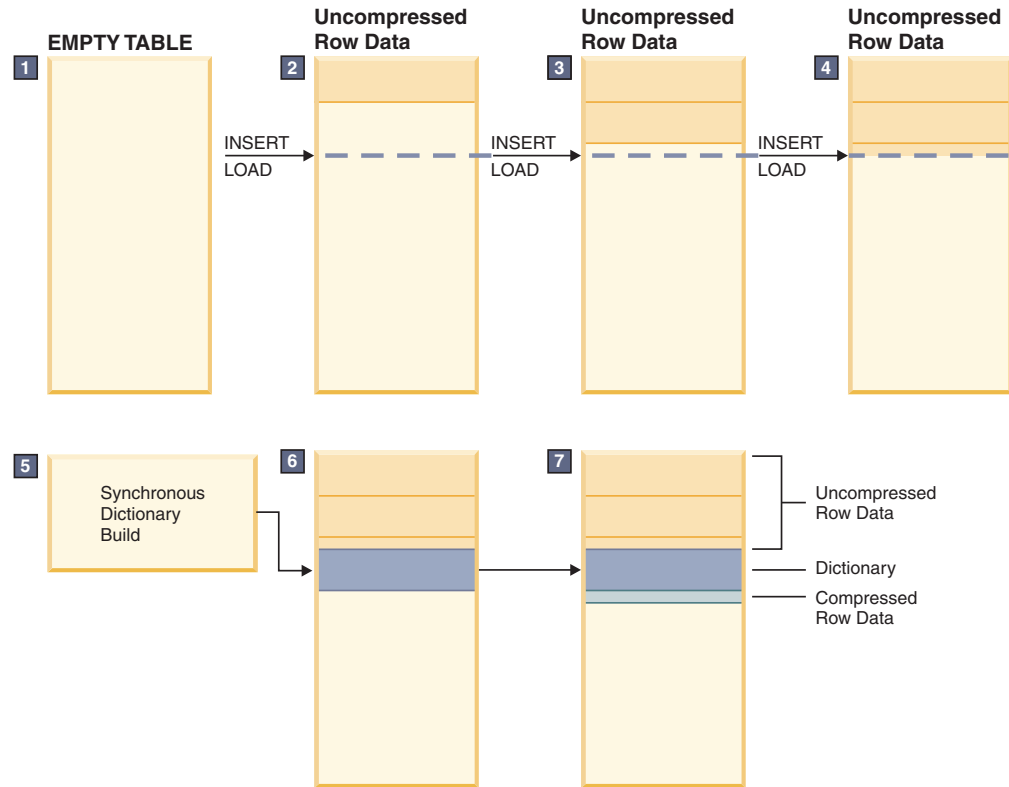 1
EMPTY TABLE
2
Uncompressed
Row Data
3
Uncompressed
Row Data
4
Uncompressed
Row Data
INSERT
LOAD
INSERT
LOAD
INSERT
LOAD
5
Synchronous
Dictionary
Build
6
7
Uncompressed
Row Data
Dictionary
Compressed
Row Data